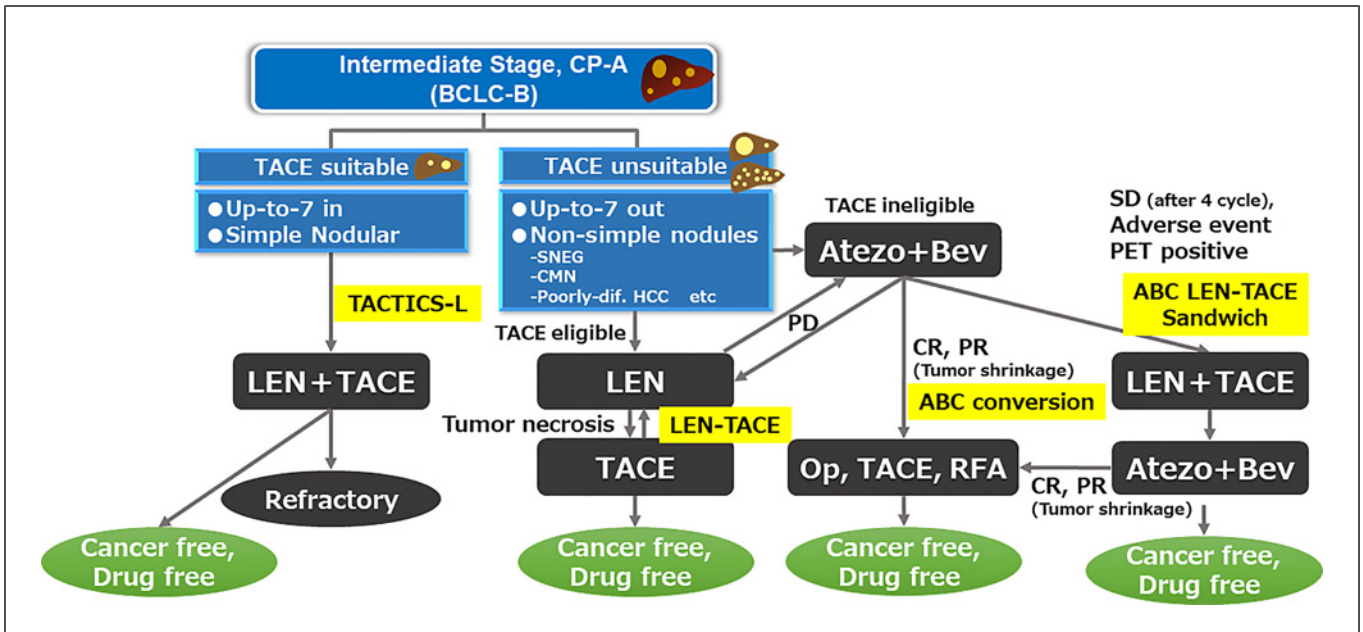 Intermediate Stage, CP-A
(BCLC-B)
TACE suitable
●Up-to-7 in
●Simple Nodular
TACE unsuitable
●Up-to-7 out
●Non-simple nodules
-SNEG
-CMN
-Poorly-dif. HCC etc
TACE ineligible
Atezo+Bev
SD (after 4 cycle),
Adverse event
PET positive
ABC LEN-TACE
Sandwich
TACTICS-L
TACE eligible
PD
LEN+TACE
LEN
CR, PR
(Tumor shrinkage)
ABC conversion
LEN+TACE
Tumor necrosis
LEN-TACE
Refractory
TACE
Op, TACE, RFA
Atezo+Bev
CR, PR
(Tumor shrinkage)
Cancer free,
Drug free
Cancer free,
Drug free
Cancer free,
Drug free
Cancer free,
Drug free